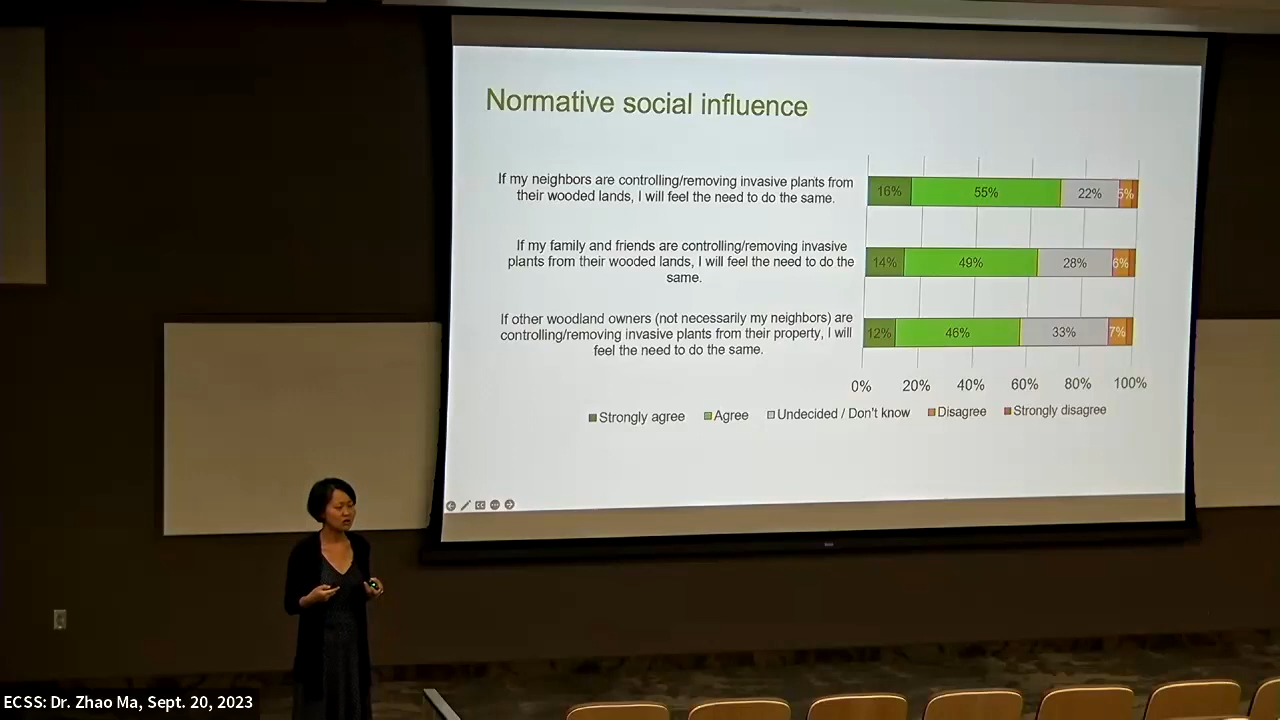 Normative social influence
If my neighbors are controlling/removing invasive plants from
their wooded lands, I will feel the need to do the same.
16% 55% 22% 5%
If my family and friends are controlling/removing invasive
plants from their wooded lands, I will feel the need to do the
same.
14% 49% 28% 6%
If other woodland owners (not necessarily my neighbors) are
controlling/removing invasive plants from their property, I will
feel the need to do the same.
12% 46% 33% 7%
0% 20% 40% 60% 80% 100%
Strongly agree Agree Undecided / Don't know Disagree Strongly disagree
ECSS: Dr. Zhao Ma, Sept. 20, 2023